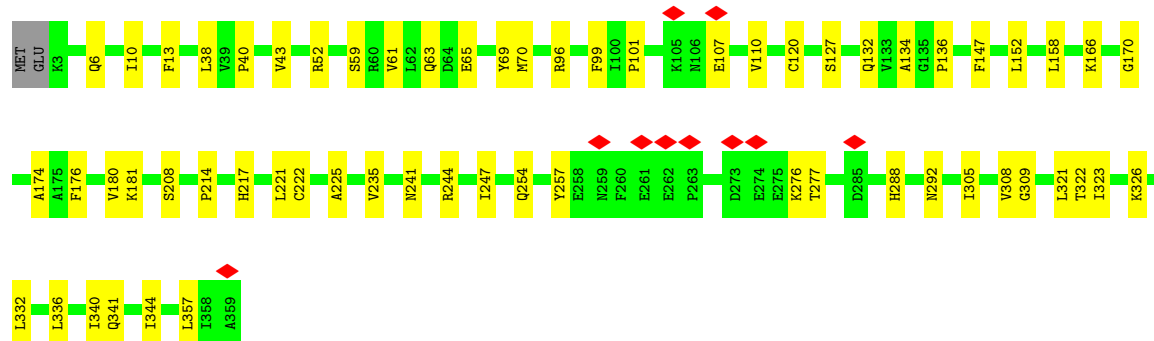 MET GLU K3 Q6 I10 F13 L38 V39 P40 V43 R52 S59 R60 V61 L62 Q63 D64 E65 Y69 M70 R96 F99 I100 P101 K105 N106 E107 V110 C120 S127 Q132 V133 A134 G135 P136 F147 L152 L158 K166 G170
A174 A175 F176 V180 K181 S208 P214 H217 L221 C222 A225 V235 N241 R244 I247 Q254 Y257 E258 N259 F260 E261 E262 P263 D273 E274 E275 K276 T277 D285 H288 N292 I305 V308 G309 L321 T322 I323 K326
L332 L336 I340 Q341 I344 L357 I358 A359